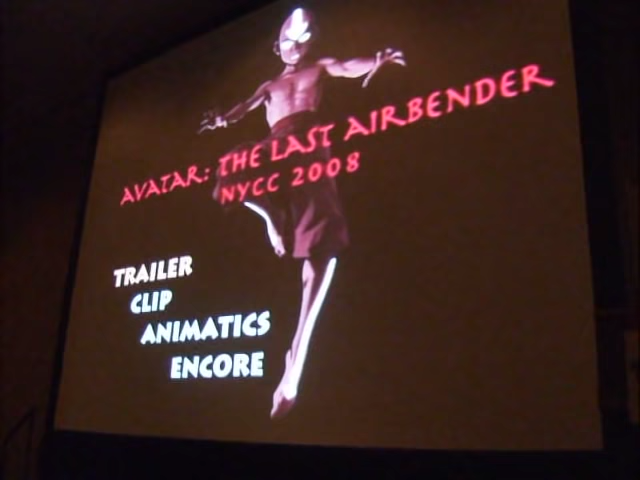 AVATAR: THE LAST AIRBENDER
NYCC 2008
TRAILER
CLIP
ANIMATICS
ENCORE